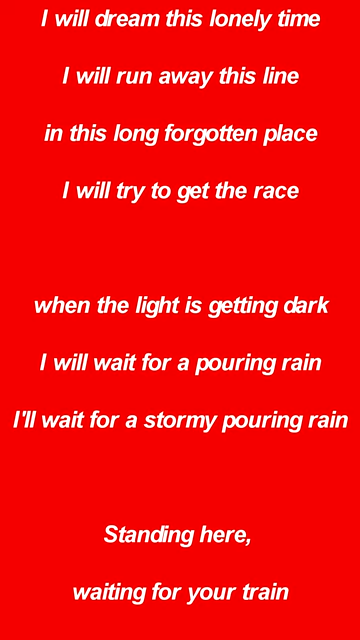 I will dream this lonely time
I will run away this line
in this long forgotten place
I will try to get the race
when the light is getting dark
I will wait for a pouring rain
I'll wait for a stormy pouring rain
Standing here,
waiting for your train